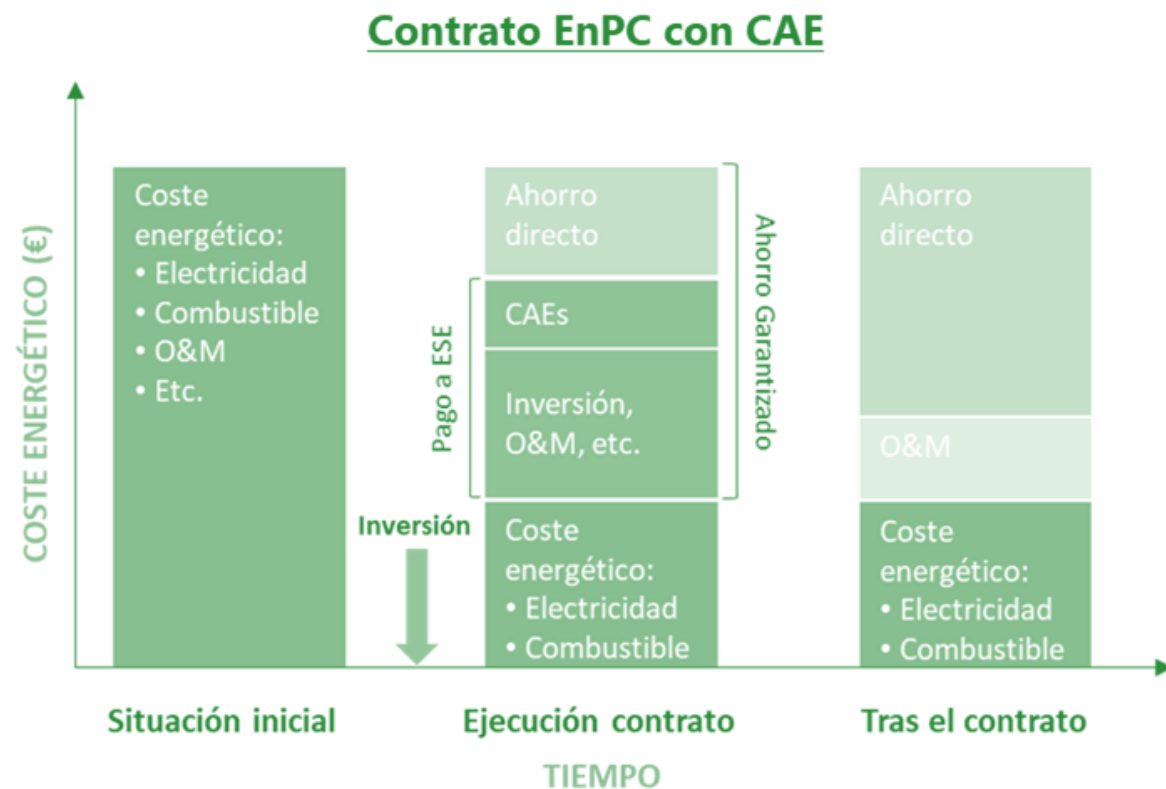 Contrato EnPC con CAE
COSTE ENERGÉTICO (€)
Coste
energético:
• Electricidad
• Combustible
• O&M
• Etc.
Inversión
Pago a ESE
Ahorro
directo
CAEs
Inversión,
O&M, etc.
Coste
energético:
• Electricidad
• Combustible
Ahorro Garantizado
Ahorro
directo
O&M
Coste
energético:
• Electricidad
• Combustible
Situación inicial
Ejecución contrato
Tras el contrato
TIEMPO